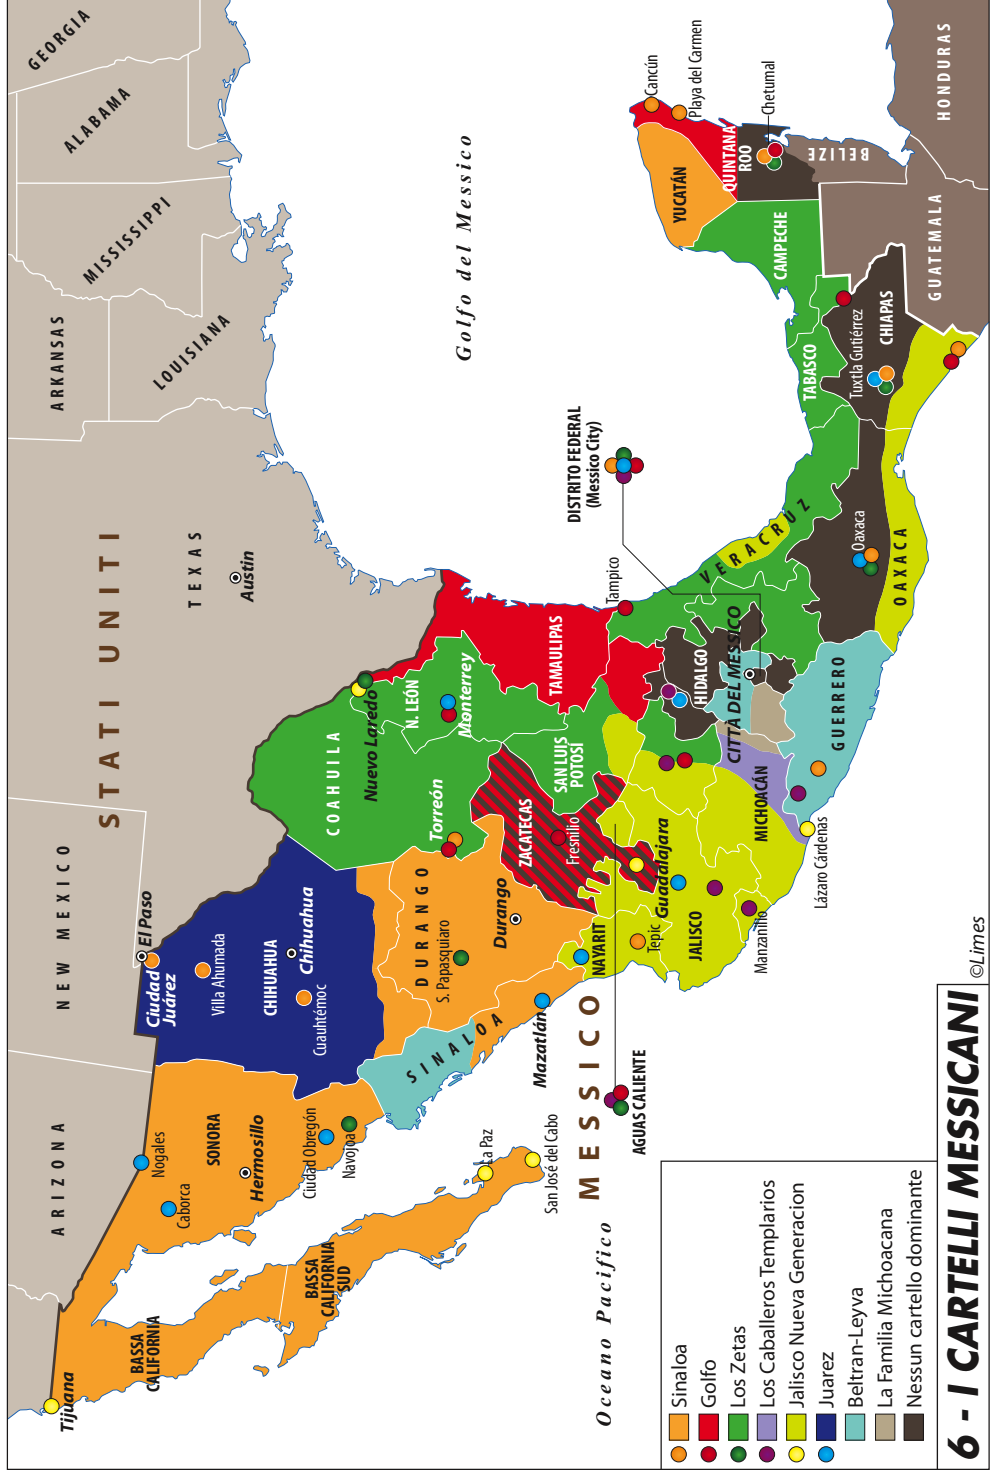 STATI UNITI
ARIZONA
NEW MEXICO
TEXAS
ARKANSAS
LOUISIANA
MISSISSIPPI
ALABAMA
GEORGIA
El Paso
Austin
Golfo del Messico
Tijuana
BASSA
CALIFORNIA
BASSA
CALIFORNIA
SUD
Nogales
Caborca
SONORA
Hermosillo
Ciudad Obregón
Navojoa
La Paz
San José del Cabo
Ciudad
Juárez
Villa Ahumada
CHIHUAHUA
Chihuahua
Cuauhtémoc
SINALOA
Mazatlán
DURANGO
S. Papasquiaro
Durango
COAHUILA
Torreón
Nuevo Laredo
N. LEÓN
Monterrey
TAMAULIPAS
Tampico
ZACATECAS
Fresnillo
SAN LUIS
POTOSÍ
NAYARIT
Tepic
Guadalajara
JALISCO
Manzanillo
MICHOACÁN
Lázaro Cárdenas
HIDALGO
CITTÀ DEL MESSICO
DISTRITO FEDERAL
(Messico City)
GUERRERO
VERACRUZ
Oaxaca
OAXACA
TABASCO
Tuxtla Gutiérrez
CHIAPAS
CAMPECHE
YUCATÁN
QUINTANA
ROO
Cancún
Playa del Carmen
Chetumal
BELIZE
GUATEMALA
HONDURAS
MESSICO
AGUAS CALIENTE
Oceano Pacifico
Sinaloa
Golfo
Los Zetas
Los Caballeros Templarios
Jalisco Nueva Generacion
Juarez
Beltran-Leyva
La Familia Michoacana
Nessun cartello dominante
6 - I CARTELLI MESSICANI
©Limes